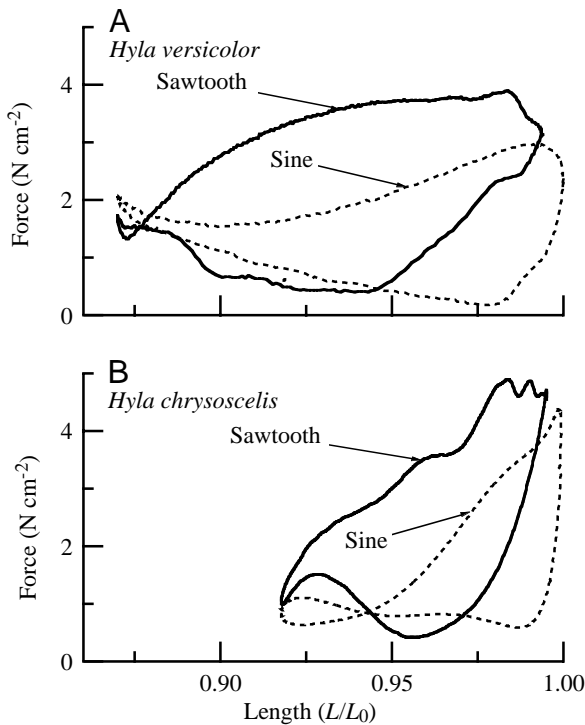 A
Hyla versicolor
Sawtooth
4
Sine
2
0
Force (N cm-2)
B
Hyla chrysoscelis
Sawtooth
4
Sine
2
0
Force (N cm-2)
0.90 0.95 1.00
Length (L/L0)